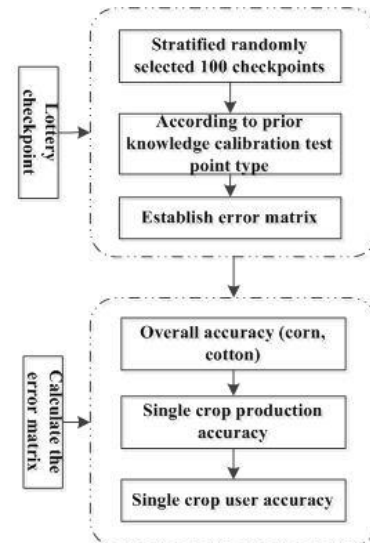 Lottery
checkpoint
Stratified randomly
selected 100 checkpoints
According to prior
knowledge calibration test
point type
Establish error matrix
Calculate the
error matrix
Overall accuracy (corn,
cotton)
Single crop production
accuracy
Single crop user accuracy